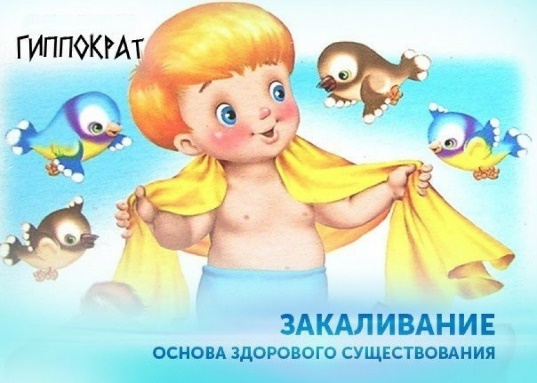 ГИППОКРАТ
ЗАКАЛИВАНИЕ
ОСНОВА ЗДОРОВОГО СУЩЕСТВОВАНИЯ